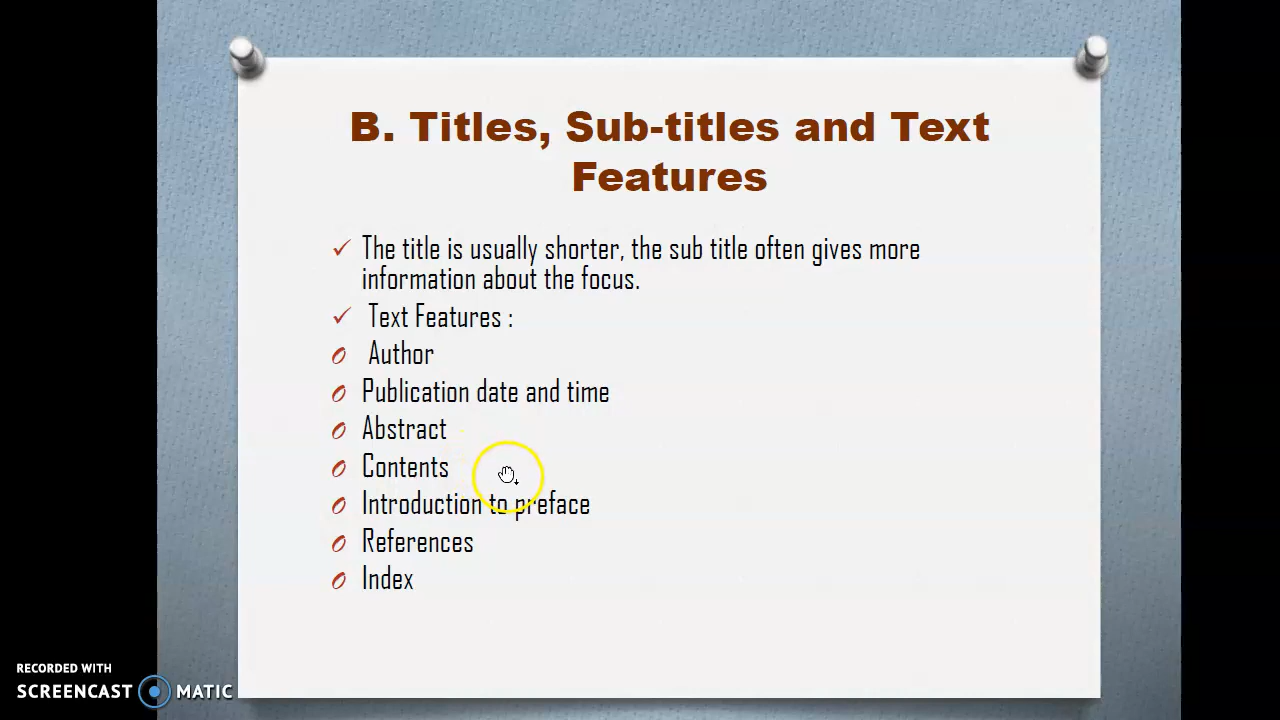 B. Titles, Sub-titles and Text
Features
The title is usually shorter, the sub title often gives more
information about the focus.
Text Features :
Author
Publication date and time
Abstract
Contents
Introduction to preface
References
Index
RECORDED WITH
SCREENCAST MATIC